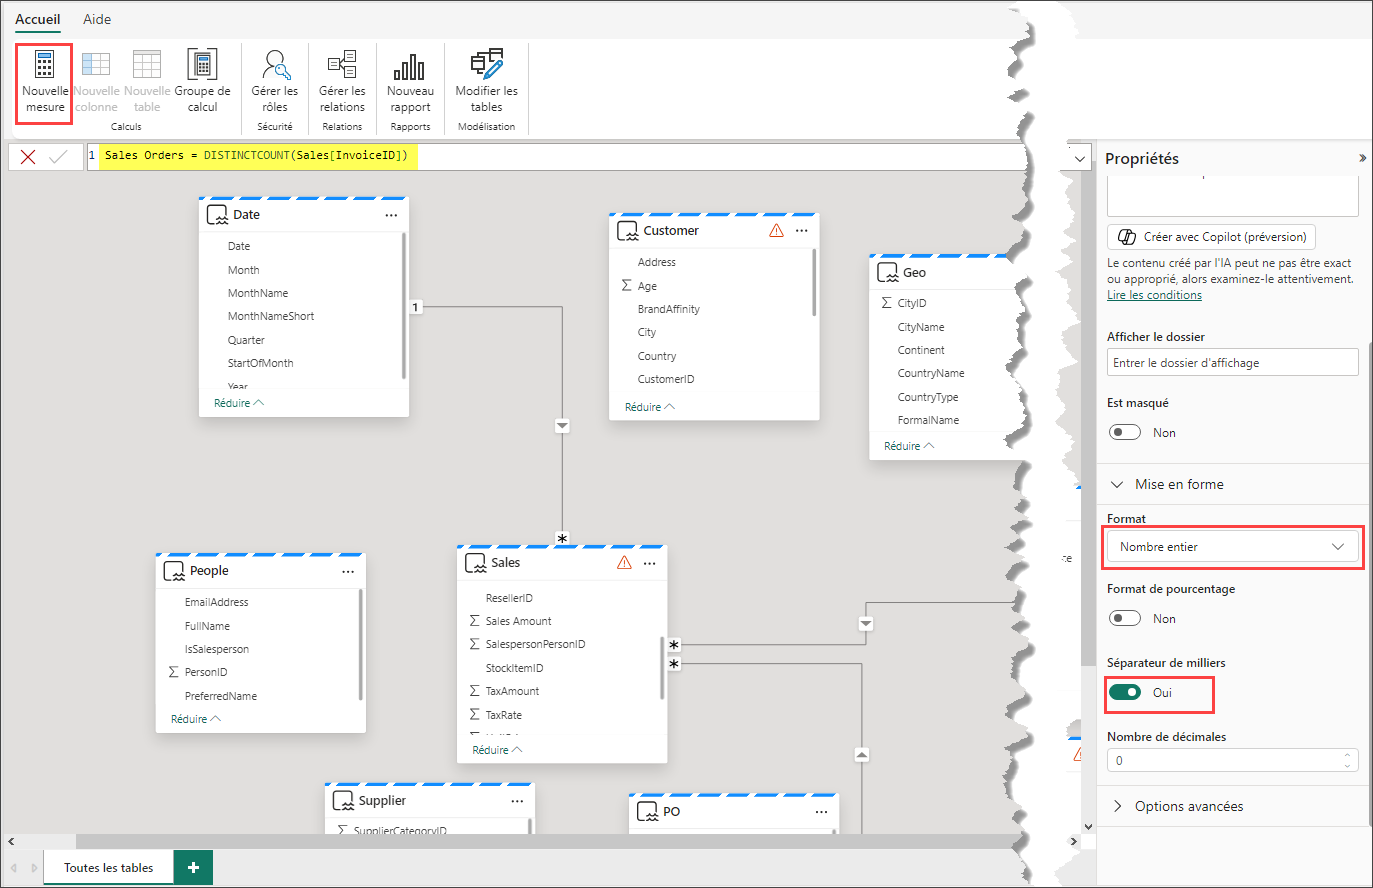 Accueil Aide
Nouvelle mesure
Nouvelle colonne
Nouvelle table
Groupe de calcul
Calculs
Gérer les rôles
Sécurité
Gérer les relations
Relations
Nouveau rapport
Rapports
Modifier les tables
Modélisation
1 Sales Orders = DISTINCTCOUNT(Sales[InvoiceID])
Date
Date
Month
MonthName
MonthNameShort
Quarter
StartOfMonth
Year
Réduire
1
*
Customer
Address
Age
BrandAffinity
City
Country
CustomerID
Réduire
Geo
CityID
CityName
Continent
CountryName
CountryType
FormalName
Réduire
People
EmailAddress
FullName
IsSalesperson
PersonID
PreferredName
Réduire
Sales
ResellerID
Sales Amount
SalespersonPersonID
StockItemID
TaxAmount
TaxRate
Réduire
*
*
Supplier
SupplierCategoryID
PO
Toutes les tables
Propriétés
Créer avec Copilot (préversion)
Le contenu créé par l'IA peut ne pas être exact
ou approprié, alors examinez-le attentivement.
Lire les conditions
Afficher le dossier
Entrer le dossier d'affichage
Est masqué
Non
Mise en forme
Format
Nombre entier
Format de pourcentage
Non
Séparateur de milliers
Oui
Nombre de décimales
0
Options avancées